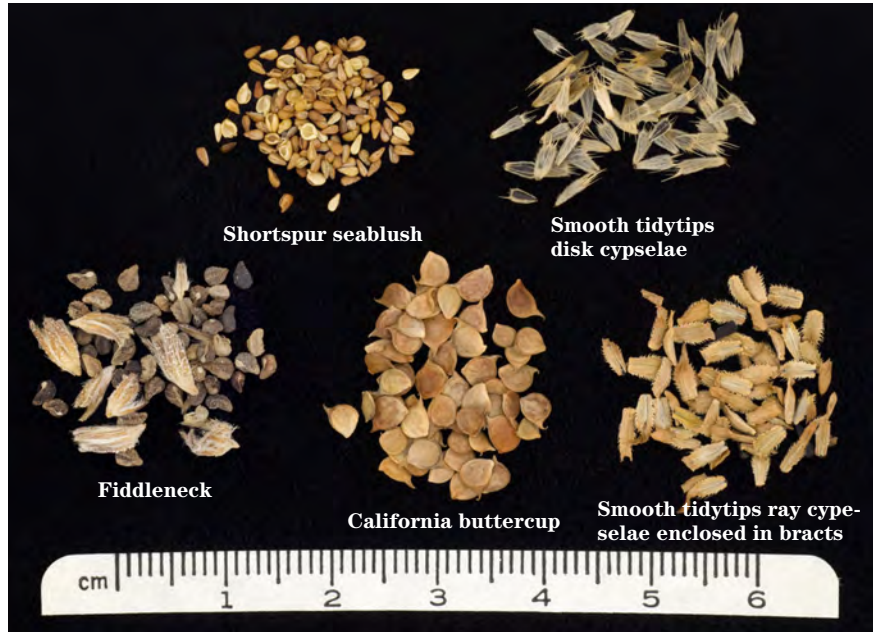 Shortspur seablush
Smooth tidytips
disk cypselae
Fiddleneck
California buttercup
Smooth tidytips ray cype-
selae enclosed in bracts
cm 1 2 3 4 5 6